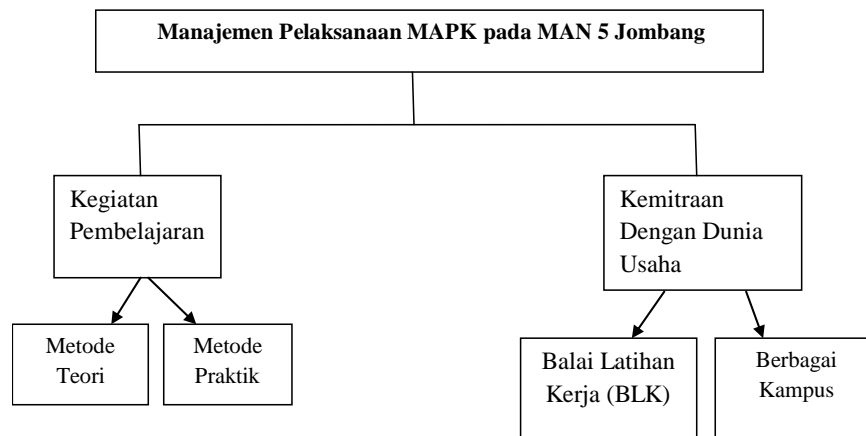 Manajemen Pelaksanaan MAPK pada MAN 5 Jombang
Kegiatan
Pembelajaran
Kemitraan
Dengan Dunia
Usaha
Metode
Teori
Metode
Praktik
Balai Latihan
Kerja (BLK)
Berbagai
Kampus